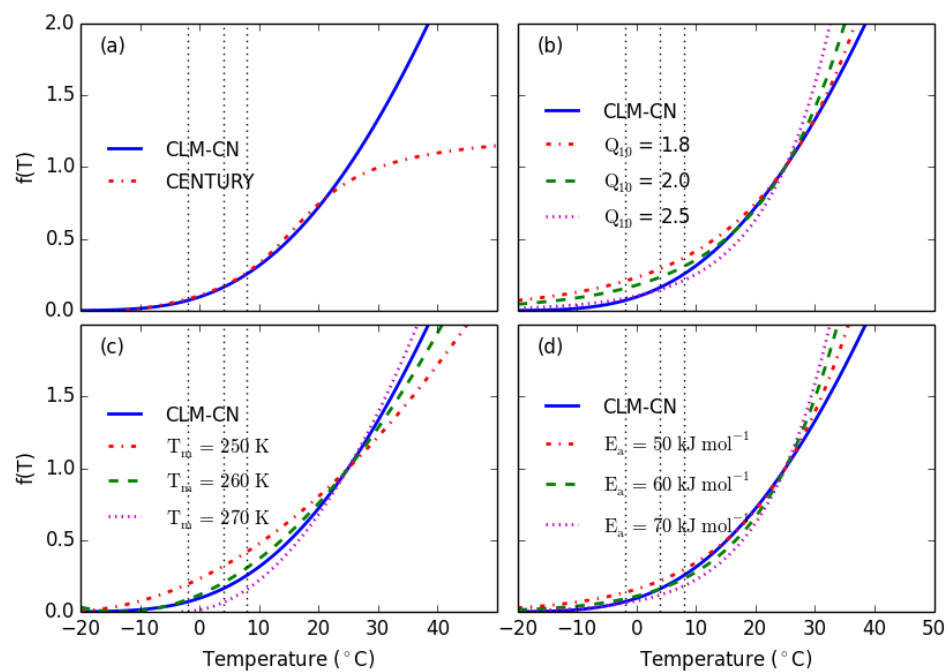 2.0
1.5
1.0
0.5
0.0
f(T)
(a)
CLM-CN
CENTURY
(b)
CLM-CN
Q10 = 1.8
Q10 = 2.0
Q10 = 2.5
1.5
1.0
0.5
0.0
f(T)
(c)
CLM-CN
Tm = 250 K
Tm = 260 K
Tm = 270 K
(d)
CLM-CN
Ea = 50 kJ mol⁻¹
Ea = 60 kJ mol⁻¹
Ea = 70 kJ mol⁻¹
−20 −10 0 10 20 30 40
−20 −10 0 10 20 30 40 50
Temperature (°C)
Temperature (°C)